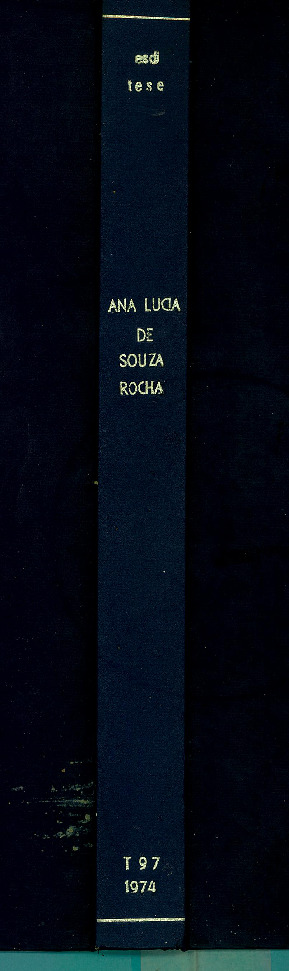 esdi
tese
ANA LUCIA
DE
SOUZA
ROCHA
T 97
1974